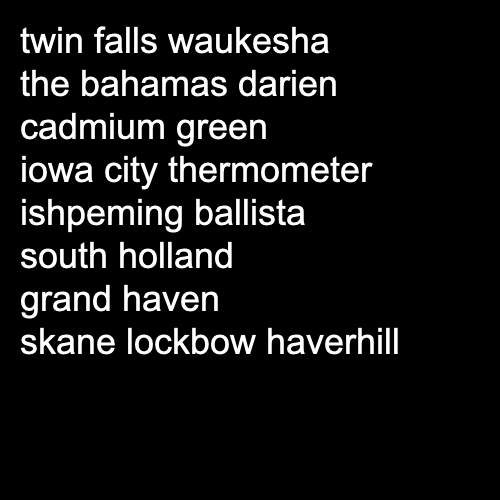 twin falls waukesha
the bahamas darien
cadmium green
iowa city thermometer
ishpeming ballista
south holland
grand haven
skane lockbow haverhill